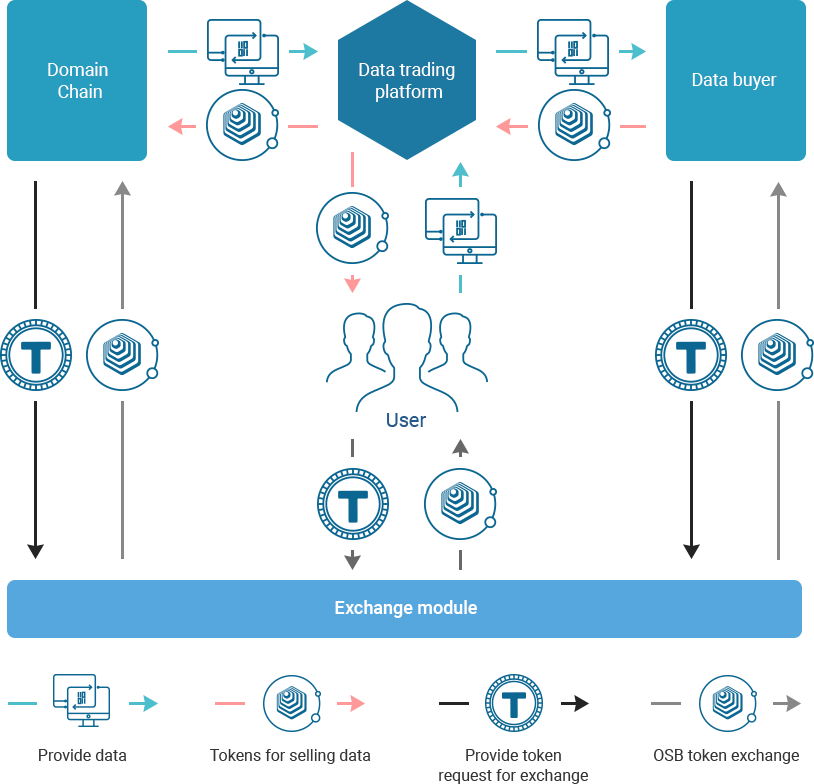 Domain
Chain
Data trading
platform
Data buyer
User
Exchange module
Provide data
Tokens for selling data
Provide token
request for exchange
OSB token exchange